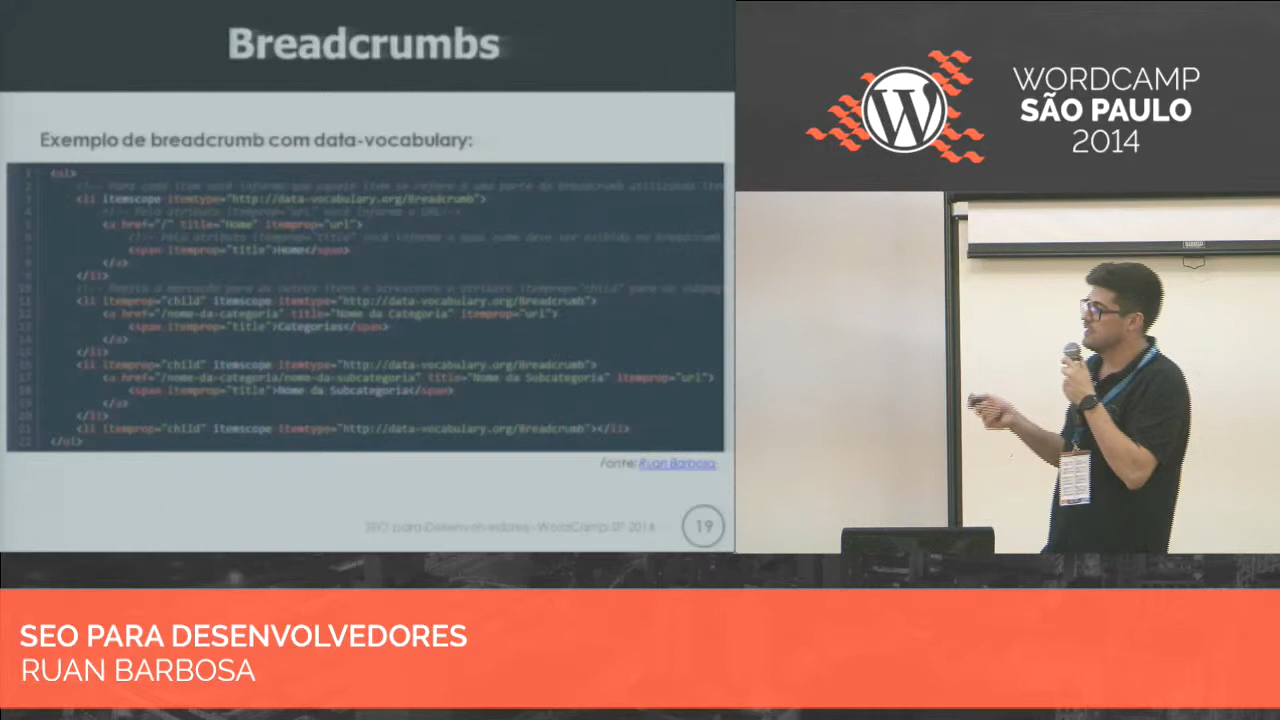 Breadcrumbs
Exemplo de breadcrumb com data-vocabulary:
<ul>
<li itemscope itemtype="http://data-vocabulary.org/Breadcrumb">
<a href="/" title="Home" itemprop="url">
<span itemprop="title">Home</span>
</a>
</li>
<li itemprop="child" itemscope itemtype="http://data-vocabulary.org/Breadcrumb">
<a href="/nome-da-categoria" title="Nome da Categoria" itemprop="url">
<span itemprop="title">Categorias</span>
</a>
</li>
<li itemprop="child" itemscope itemtype="http://data-vocabulary.org/Breadcrumb">
<a href="/nome-da-categoria/nome-da-subcategoria" title="Nome da Subcategoria" itemprop="url">
<span itemprop="title">Nome da Subcategoria</span>
</a>
</li>
<li itemprop="child" itemscope itemtype="http://data-vocabulary.org/Breadcrumb"></li>
</ul>
Fonte: Ruan Barbosa
SEO para Desenvolvedores - WordCamp SP 2014
19
WORDCAMP
SÃO PAULO
2014
SEO PARA DESENVOLVEDORES
RUAN BARBOSA